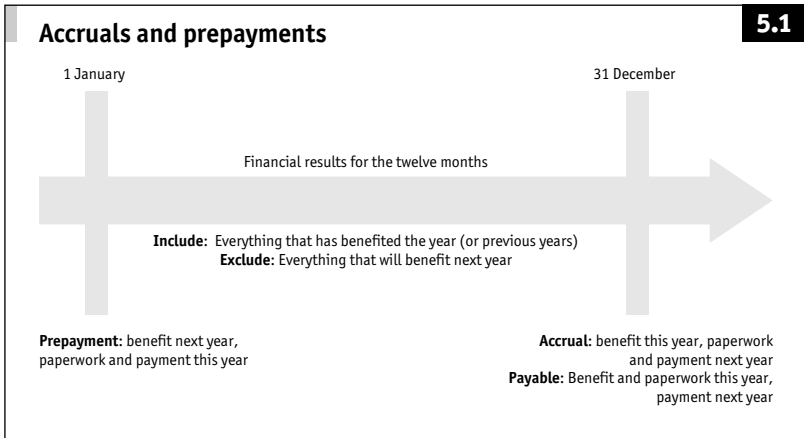 Accruals and prepayments
5.1
1 January
31 December
Financial results for the twelve months
Include: Everything that has benefited the year (or previous years)
Exclude: Everything that will benefit next year
Prepayment: benefit next year,
paperwork and payment this year
Accrual: benefit this year, paperwork
and payment next year
Payable: Benefit and paperwork this year,
payment next year